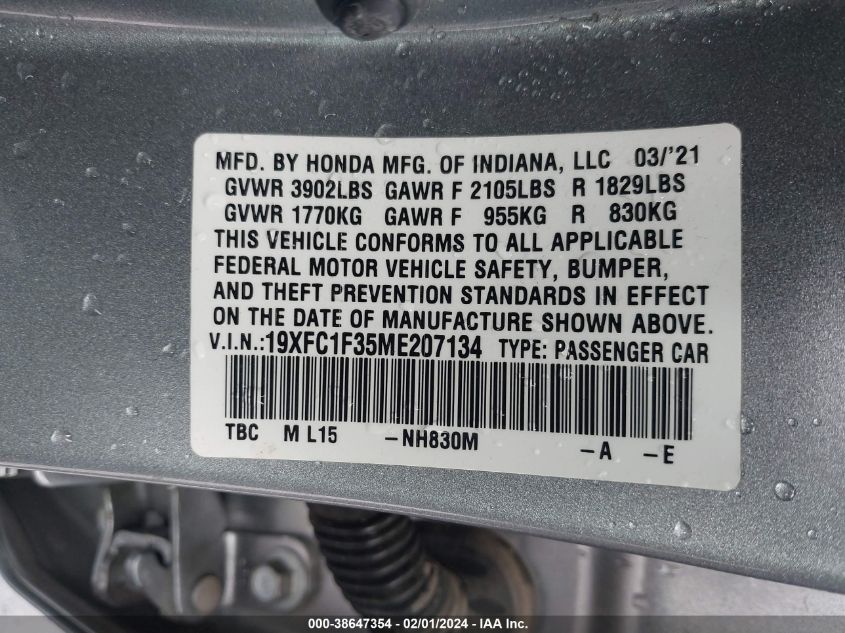 MFD. BY HONDA MFG. OF INDIANA, LLC 03/'21
GVWR 3902LBS GAWR F 2105LBS R 1829LBS
GVWR 1770KG GAWR F 955KG R 830KG
THIS VEHICLE CONFORMS TO ALL APPLICABLE
FEDERAL MOTOR VEHICLE SAFETY, BUMPER,
AND THEFT PREVENTION STANDARDS IN EFFECT
ON THE DATE OF MANUFACTURE SHOWN ABOVE.
V.I.N.:19XFC1F35ME207134 TYPE: PASSENGER CAR
TBC M L15 -NH830M -A -E
000-38647354 / 02/01/2024 / IAA Inc.